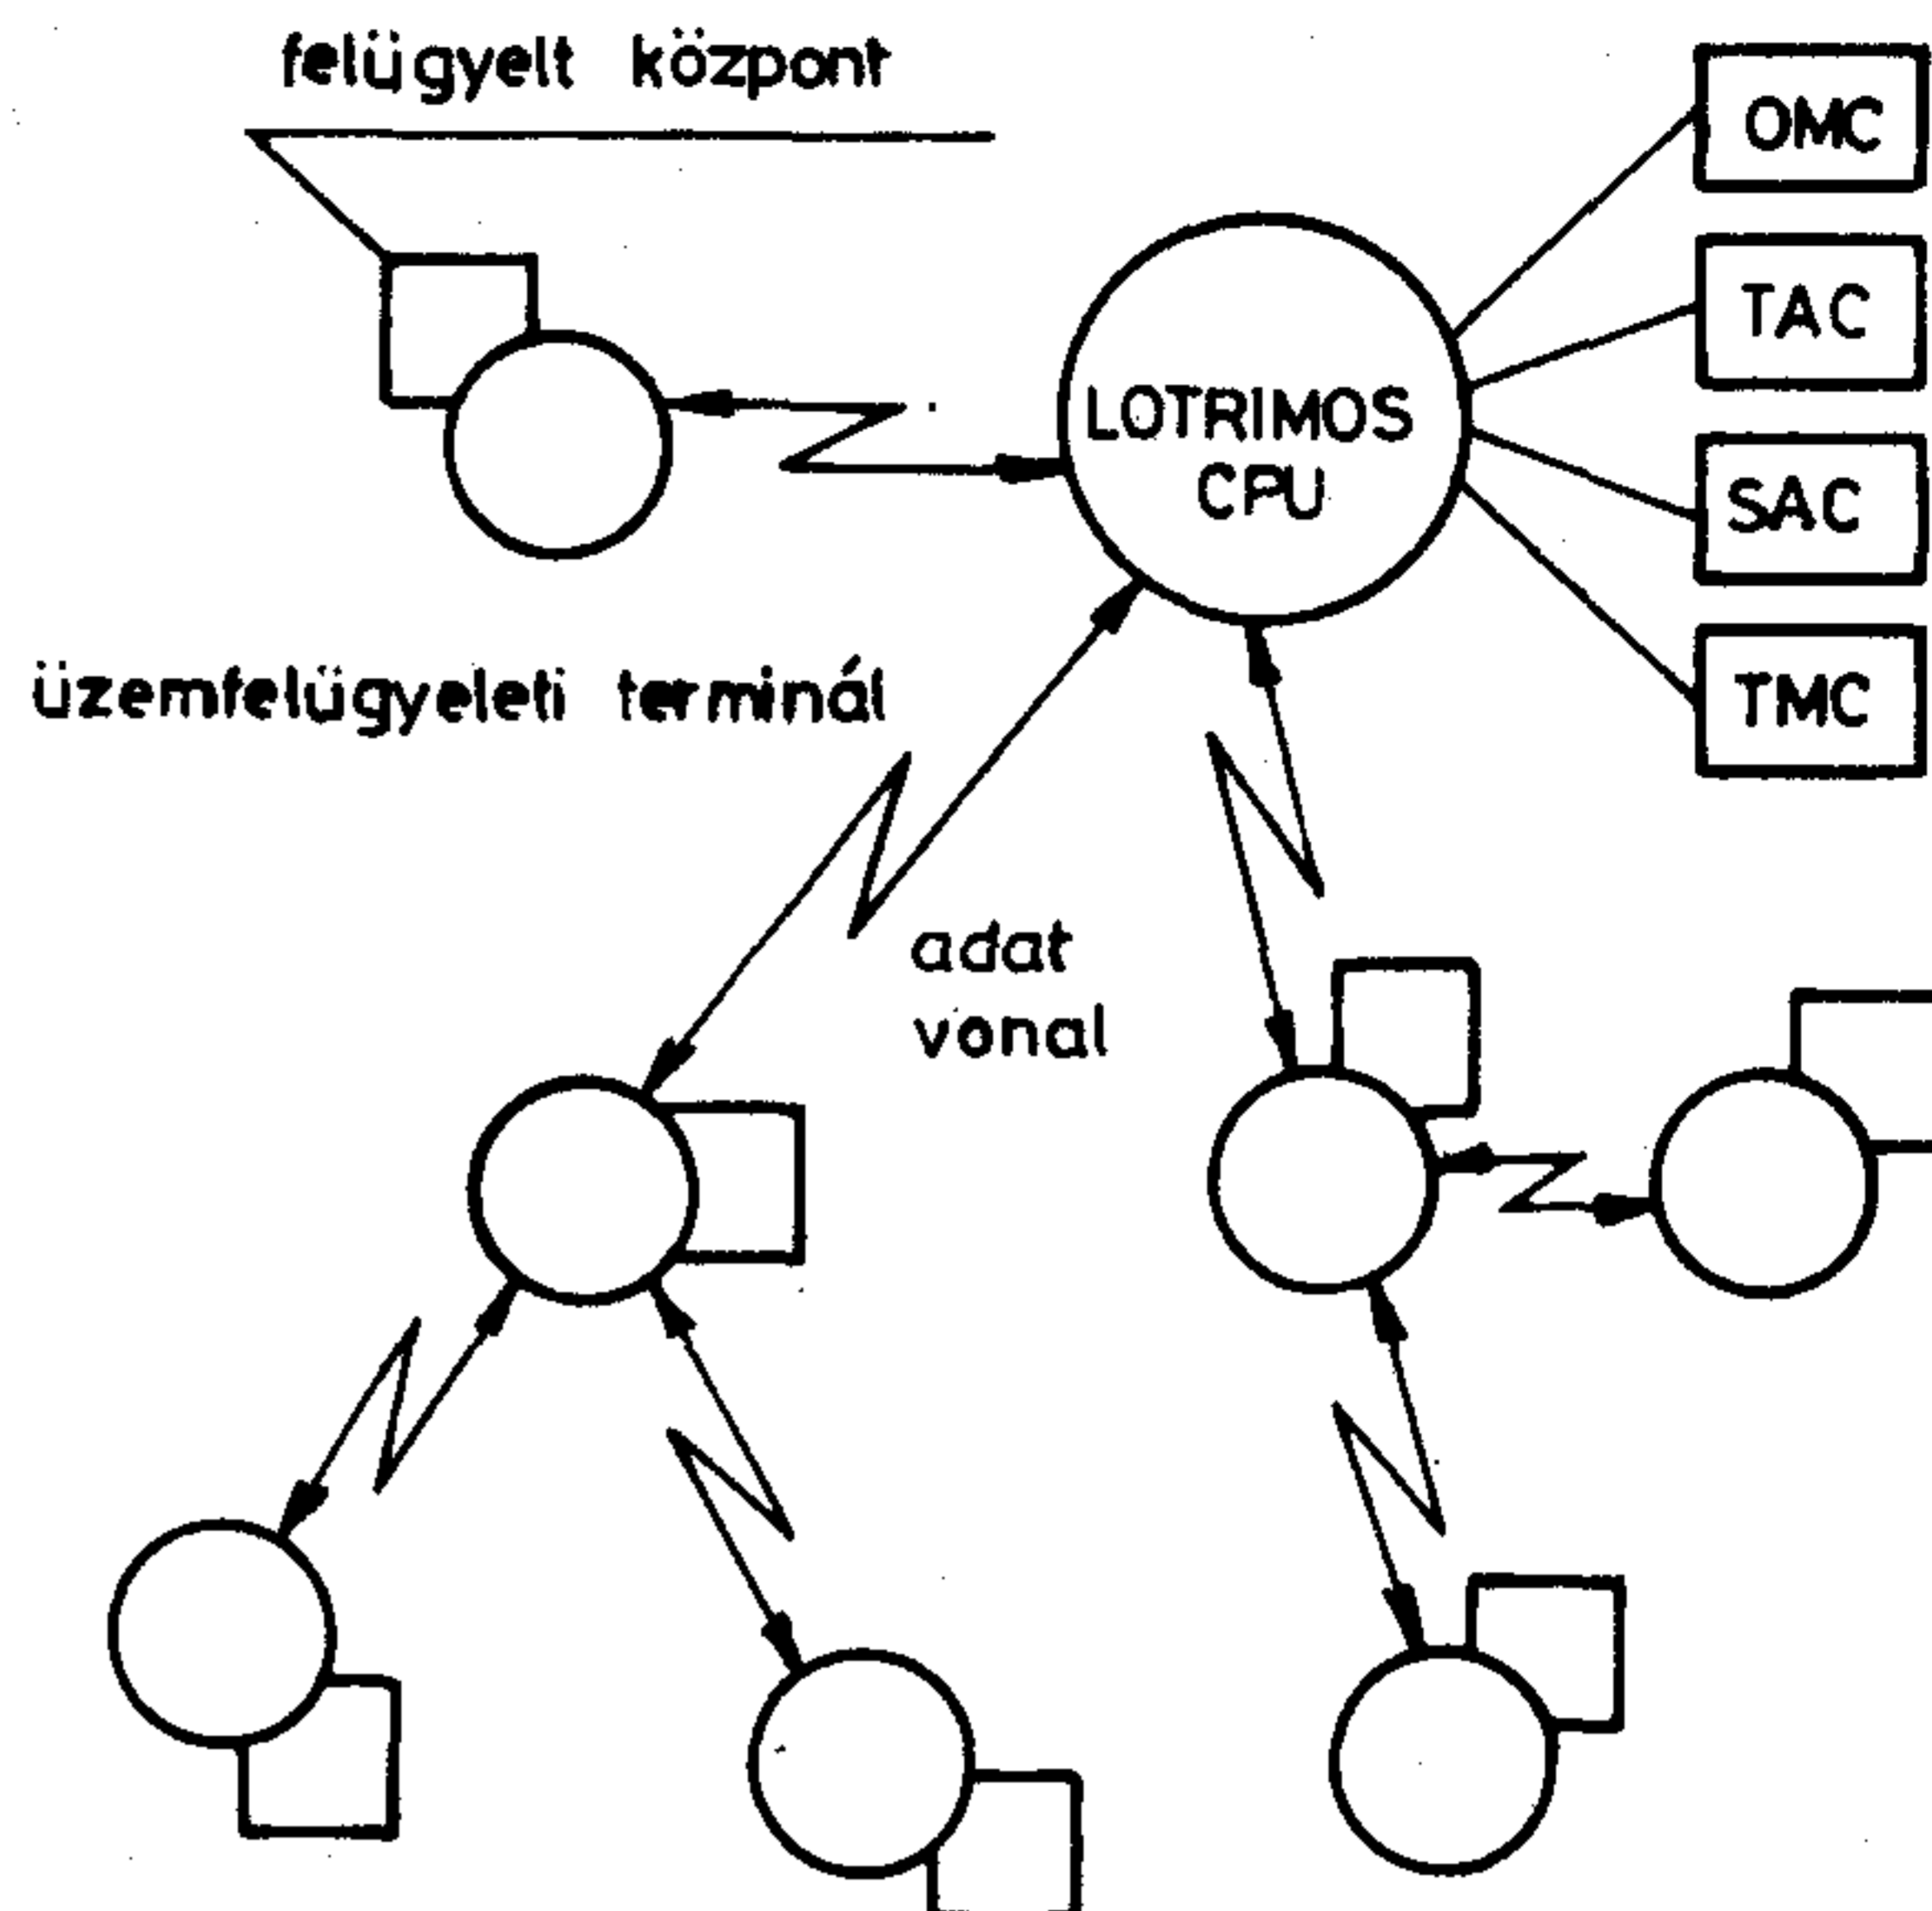 felügyelt központ
OMC
TAC
LOTRIMOS
CPU
SAC
üzemfelügyeleti terminál
TMC
adat
vonal